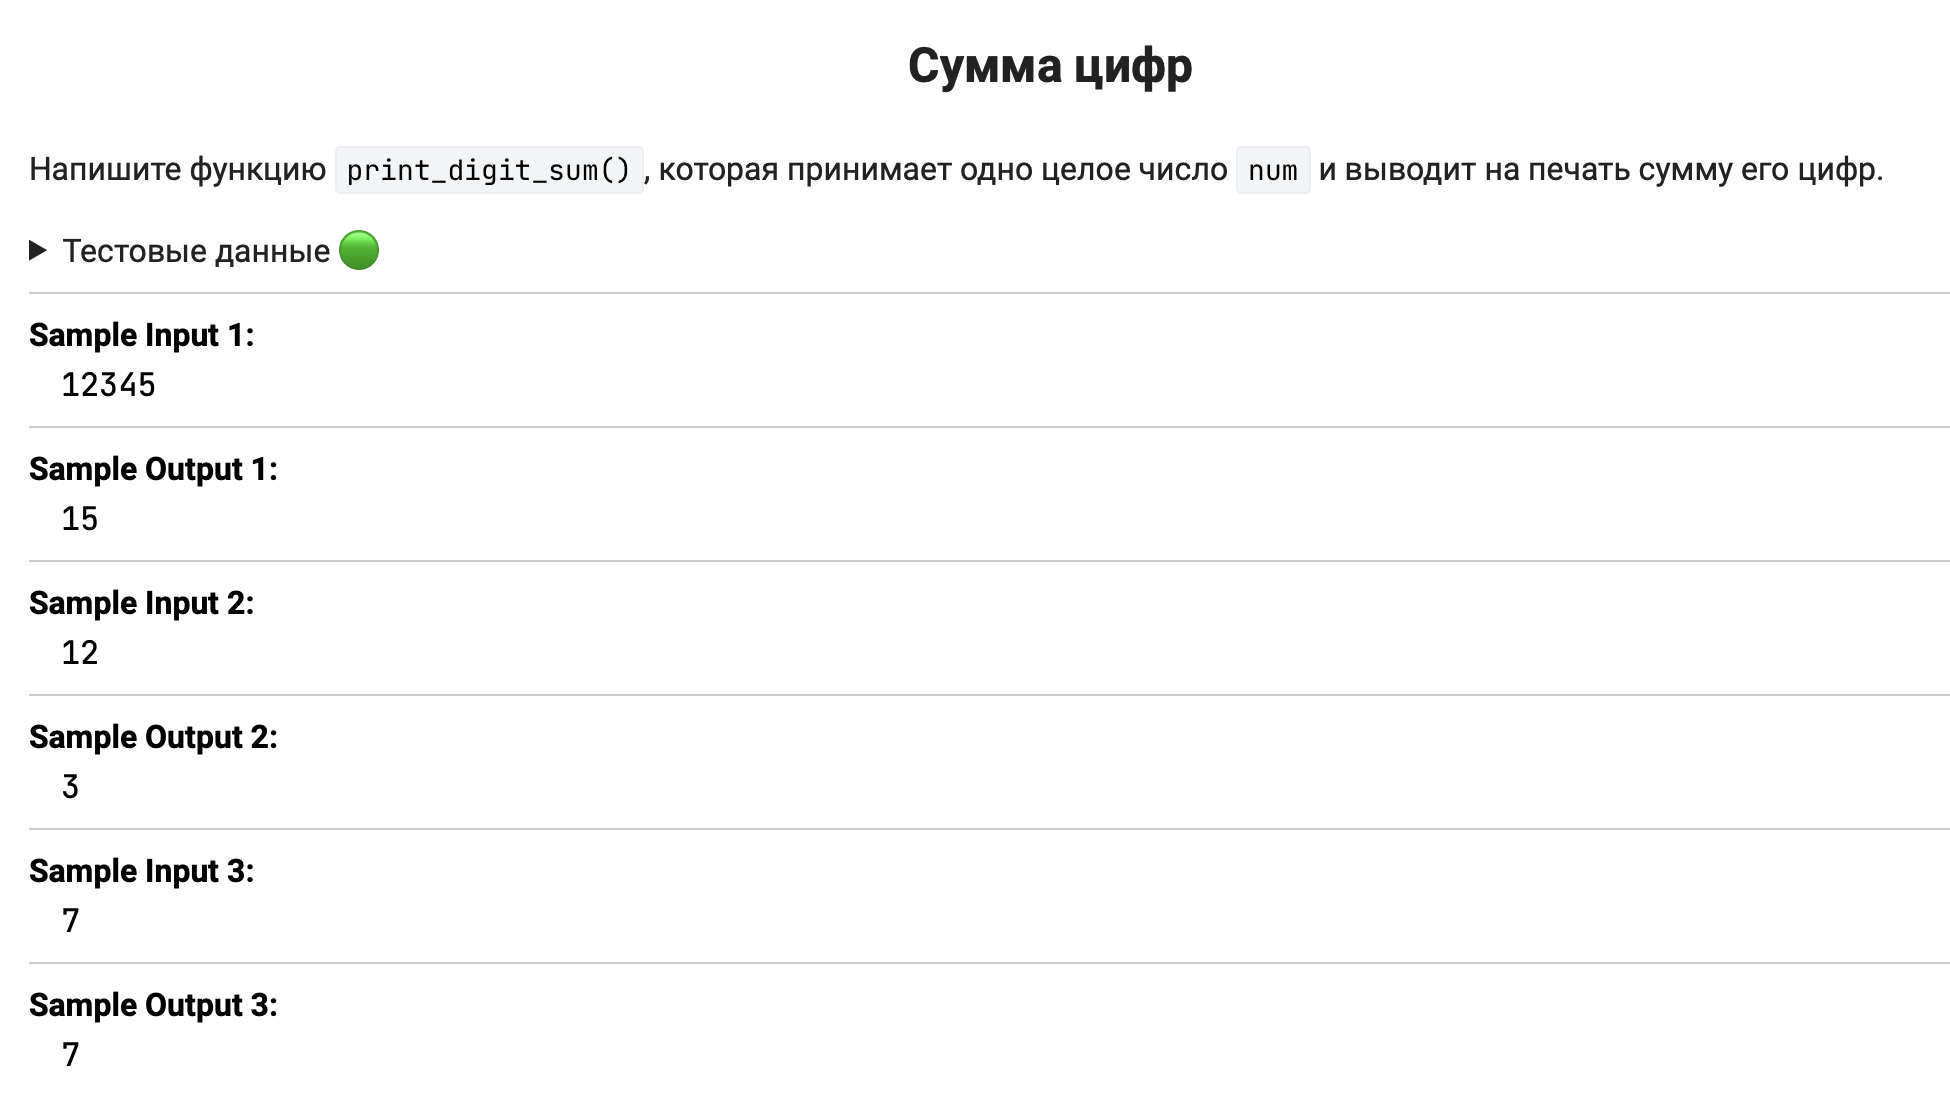 Сумма цифр
Напишите функцию print_digit_sum(), которая принимает одно целое число num и выводит на печать сумму его цифр.
Тестовые данные
Sample Input 1:
12345
Sample Output 1:
15
Sample Input 2:
12
Sample Output 2:
3
Sample Input 3:
7
Sample Output 3:
7